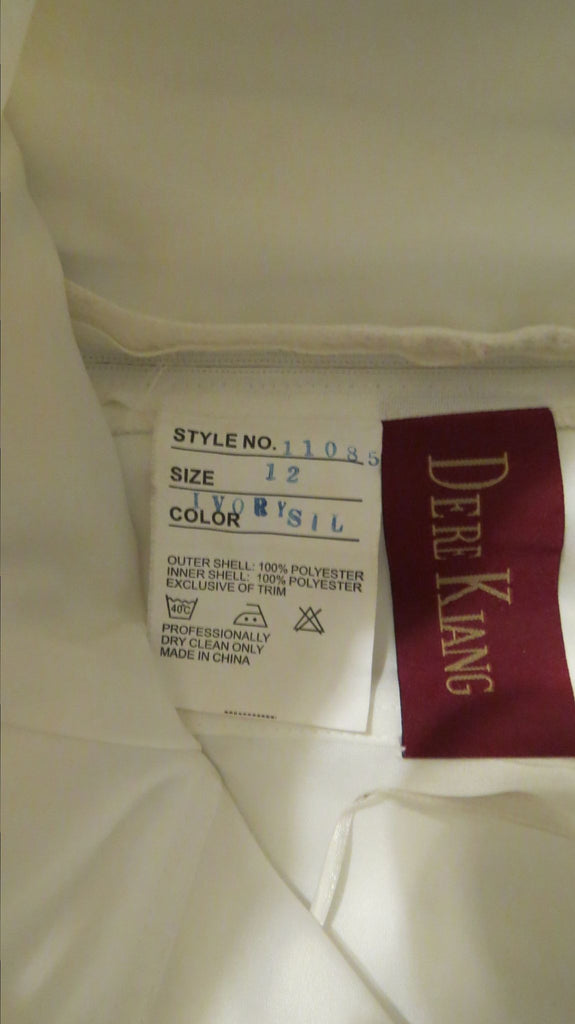 STYLE NO. 11085
SIZE 12
COLOR IVORY SIL
OUTER SHELL: 100% POLYESTER
INNER SHELL: 100% POLYESTER
EXCLUSIVE OF TRIM
40C
PROFESSIONALLY
DRY CLEAN ONLY
MADE IN CHINA
DERE KIANG